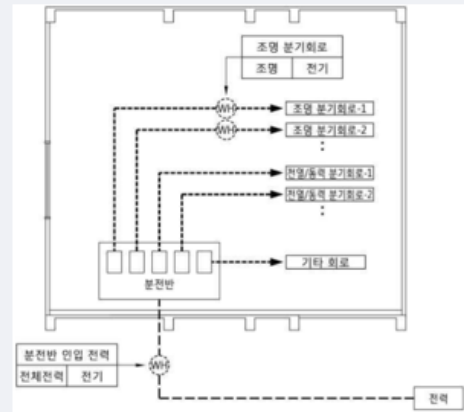 조명 분기회로
조명 전기
WH
조명 분기회로-1
WH
조명 분기회로-2
전열/동력 분기회로-1
전열/동력 분기회로-2
기타 회로
분전반
분전반 인입 전력
전체전력 전기
WH
전력